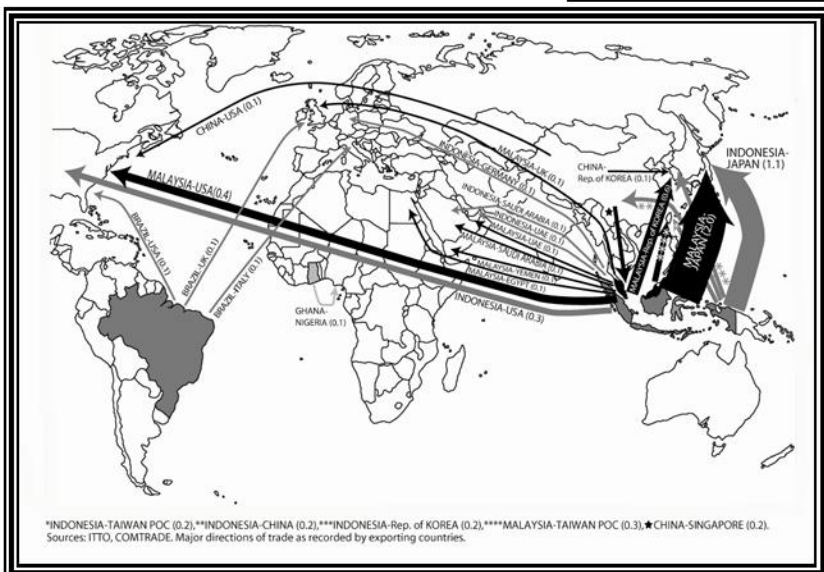 CHINA-USA (0.1)
MALAYSIA-USA(0.4)
BRAZIL-USA (0.1)
BRAZIL-UK (0.1)
BRAZIL-ITALY (0.1)
GHANA-
NIGERIA (0.1)
MALAYSIA-UK (0.1)
INDONESIA-GERMANY (0.1)
INDONESIA-SAUDI ARABIA (0.1)
INDONESIA-UAE (0.1)
MALAYSIA-UAE (0.1)
MALAYSIA-SAUDI ARABIA (0.1)
MALAYSIA-YEMEN (0.1)
MALAYSIA-EGYPT (0.1)
INDONESIA-USA (0.3)
CHINA-
Rep. of KOREA (0.1)
MALAYSIA-Rep. of KOREA
MALAYSIA-
JAPAN (2.0)
INDONESIA-
JAPAN (1.1)
*INDONESIA-TAIWAN POC (0.2),**INDONESIA-CHINA (0.2),***INDONESIA-Rep. of KOREA (0.2),****MALAYSIA-TAIWAN POC (0.3),★CHINA-SINGAPORE (0.2).
Sources: ITTO, COMTRADE. Major directions of trade as recorded by exporting countries.